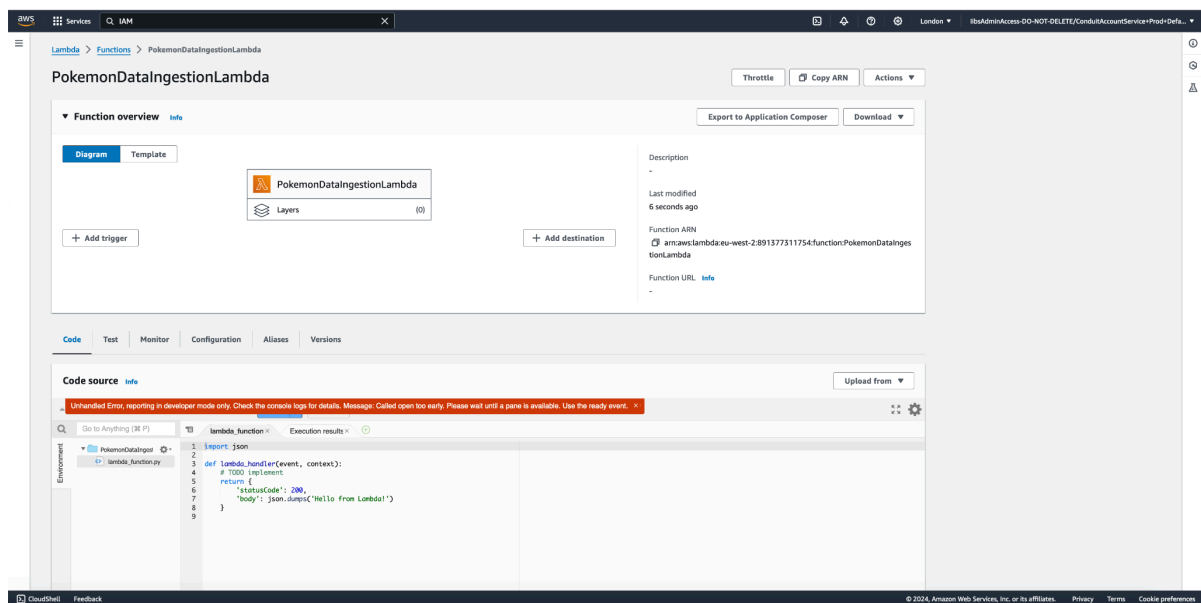 aws
Services
IAM
London ▼
libsAdminAccess-DO-NOT-DELETE/ConduitAccountService+Prod+Defa... ▼
Lambda > Functions > PokemonDataIngestionLambda
PokemonDataIngestionLambda
Throttle
Copy ARN
Actions ▼
▼ Function overview Info
Export to Application Composer
Download ▼
Diagram
Template
PokemonDataIngestionLambda
Layers (0)
+ Add trigger
+ Add destination
Description
-
Last modified
6 seconds ago
Function ARN
arn:aws:lambda:eu-west-2:891377311754:function:PokemonDataInges
tionLambda
Function URL Info
-
Code
Test
Monitor
Configuration
Aliases
Versions
Code source Info
Upload from ▼
Unhandled Error, reporting in developer mode only. Check the console logs for details. Message: Called open too early. Please wait until a pane is available. Use the ready event. ×
Go to Anything (⌘ P)
lambda_function ×
Execution results ×
Environment
PokemonDataIngest
lambda_function.py
1 import json
2
3 def lambda_handler(event, context):
4 # TODO implement
5 return {
6 'statusCode': 200,
7 'body': json.dumps('Hello from Lambda!')
8 }
9
CloudShell
Feedback
© 2024, Amazon Web Services, Inc. or its affiliates.
Privacy
Terms
Cookie preferences